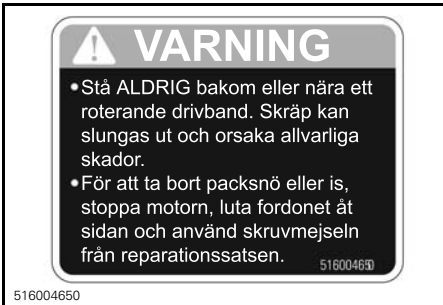 VARNING
•Stå ALDRIG bakom eller nära ett
roterande drivband. Skräp kan
slungas ut och orsaka allvarliga
skador.
•För att ta bort packsnö eller is,
stoppa motorn, luta fordonet åt
sidan och använd skruvmejseln
från reparationssatsen.
516004650
516004650